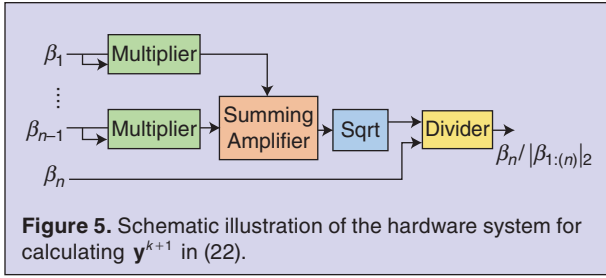 β1
Multiplier
βn–1
Multiplier
Summing
Amplifier
Sqrt
Divider
βn
βn/|β1:(n)|2
Figure 5. Schematic illustration of the hardware system for
calculating y^k+1 in (22).